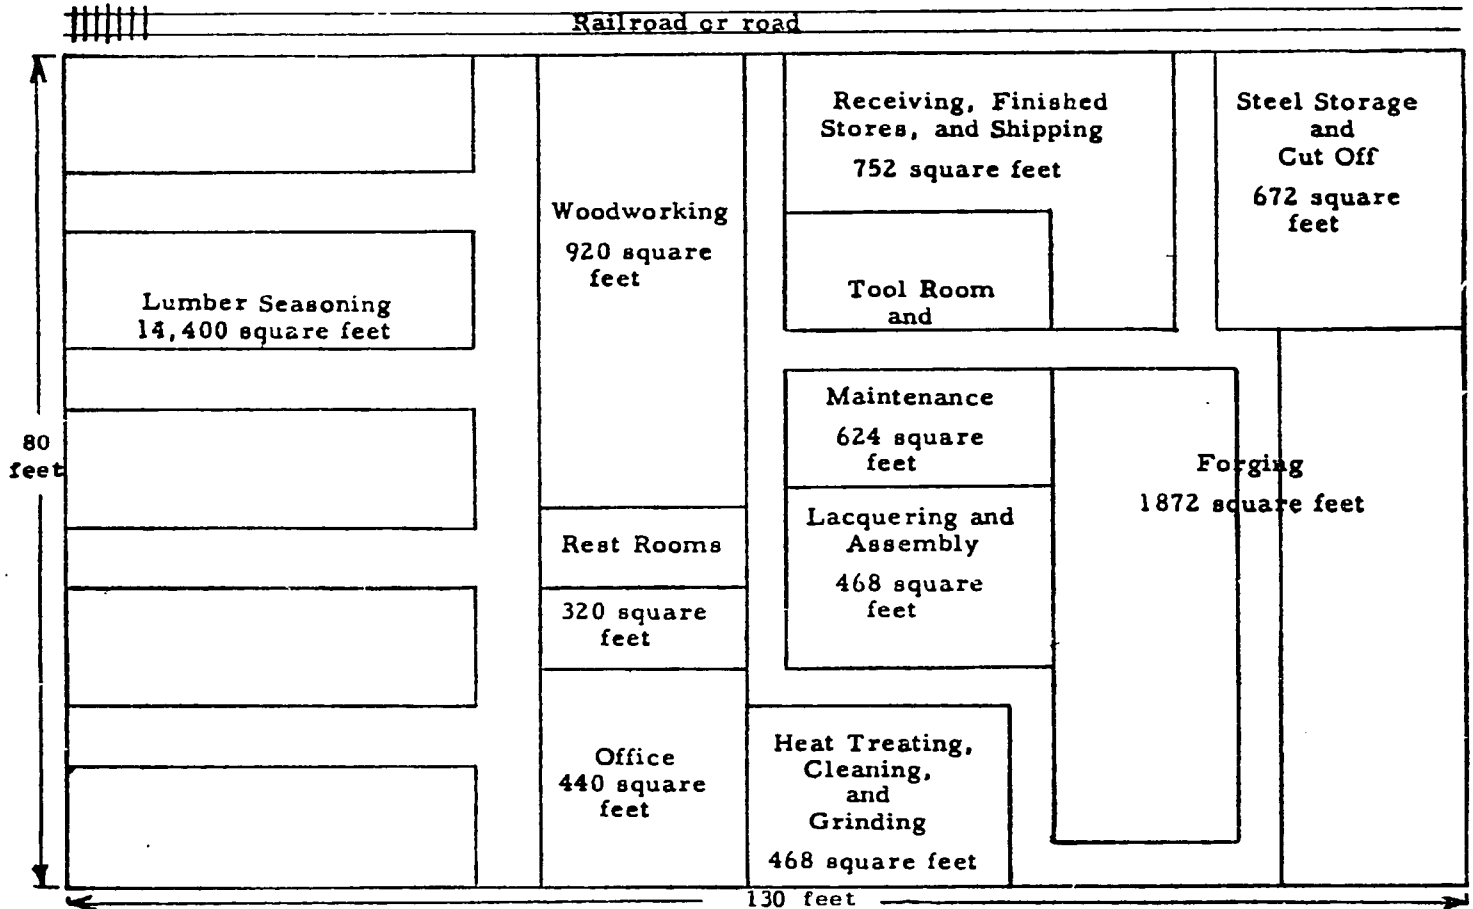 Railroad or road
Receiving, Finished
Stores, and Shipping
752 square feet
Steel Storage
and
Cut Off
672 square
feet
Woodworking
920 square
feet
Lumber Seasoning
14,400 square feet
Tool Room
and
Maintenance
624 square
feet
80
feet
Forging
1872 square feet
Lacquering and
Assembly
468 square
feet
Rest Rooms
320 square
feet
Office
440 square
feet
Heat Treating,
Cleaning,
and
Grinding
468 square feet
130 feet